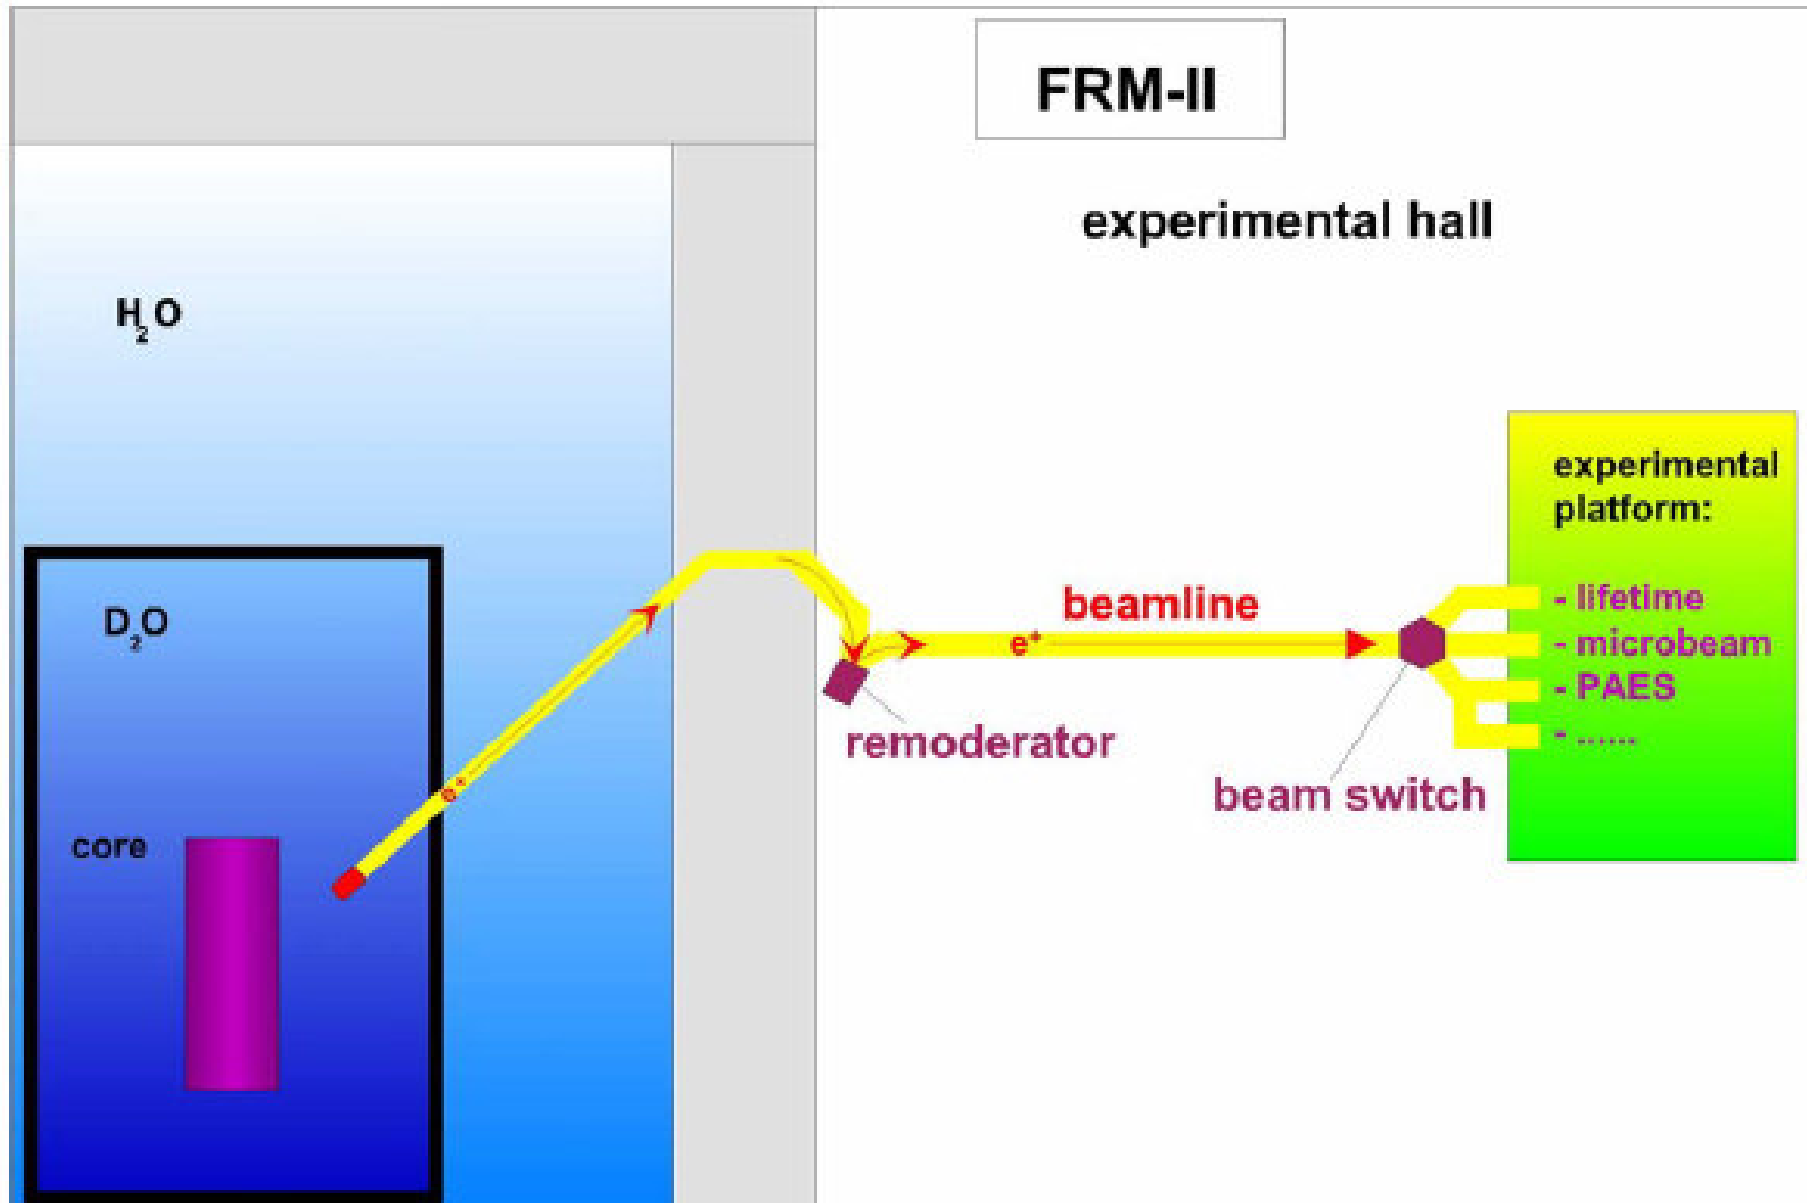 FRM-II
experimental hall
H₂O
experimental
platform:
D₂O
beamline
- lifetime
e⁺
- microbeam
- PAES
remoderator
- ......
e⁺
beam switch
core